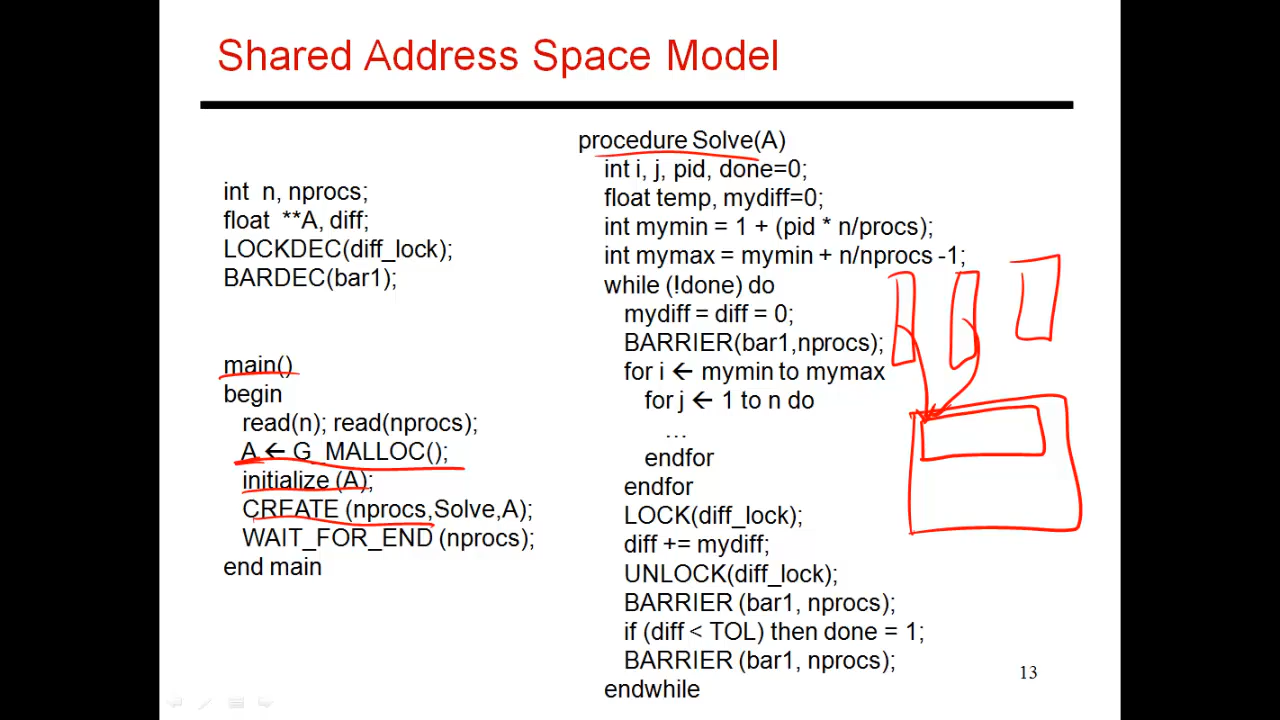 Shared Address Space Model
int n, nprocs;
float **A, diff;
LOCKDEC(diff_lock);
BARDEC(bar1);
main()
begin
read(n); read(nprocs);
A ← G_MALLOC();
initialize (A);
CREATE (nprocs,Solve,A);
WAIT_FOR_END (nprocs);
end main
procedure Solve(A)
int i, j, pid, done=0;
float temp, mydiff=0;
int mymin = 1 + (pid * n/procs);
int mymax = mymin + n/nprocs -1;
while (!done) do
mydiff = diff = 0;
BARRIER(bar1,nprocs);
for i ← mymin to mymax
for j ← 1 to n do
…
endfor
endfor
LOCK(diff_lock);
diff += mydiff;
UNLOCK(diff_lock);
BARRIER (bar1, nprocs);
if (diff < TOL) then done = 1;
BARRIER (bar1, nprocs);
endwhile
13